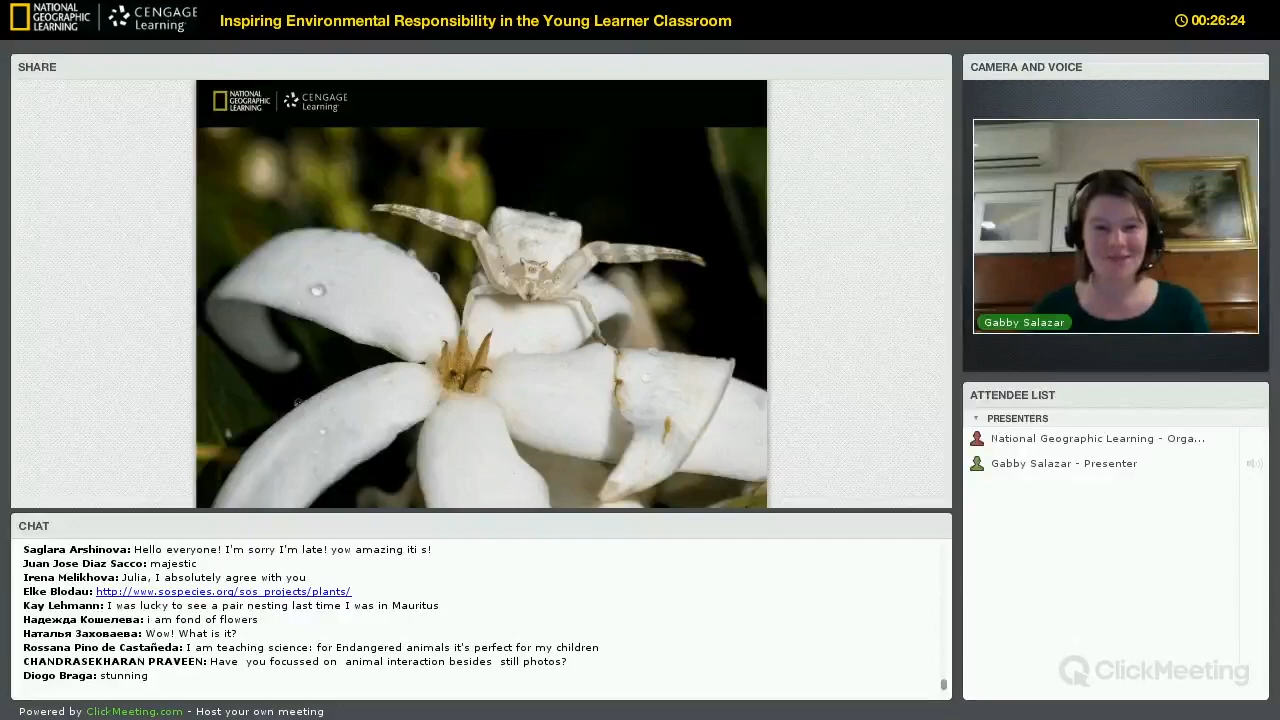 NATIONAL
GEOGRAPHIC
LEARNING
CENGAGE
Learning®
Inspiring Environmental Responsibility in the Young Learner Classroom
00:26:24
SHARE
NATIONAL
GEOGRAPHIC
LEARNING
CENGAGE
Learning®
CAMERA AND VOICE
Gabby Salazar
ATTENDEE LIST
PRESENTERS
National Geographic Learning - Orga...
Gabby Salazar - Presenter
CHAT
Saglara Arshinova: Hello everyone! I'm sorry I'm late! yow amazing iti s!
Juan Jose Diaz Sacco: majestic
Irena Melikhova: Julia, I absolutely agree with you
Elke Blodau: http://www.sospecies.org/sos_projects/plants/
Kay Lehmann: I was lucky to see a pair nesting last time I was in Mauritus
Надежда Кошелева: i am fond of flowers
Наталья Заховаева: Wow! What is it?
Rossana Pino de Castañeda: I am teaching science: for Endangered animals it's perfect for my children
CHANDRASEKHARAN PRAVEEN: Have you focussed on animal interaction besides still photos?
Diogo Braga: stunning
ClickMeeting
Powered by ClickMeeting.com - Host your own meeting